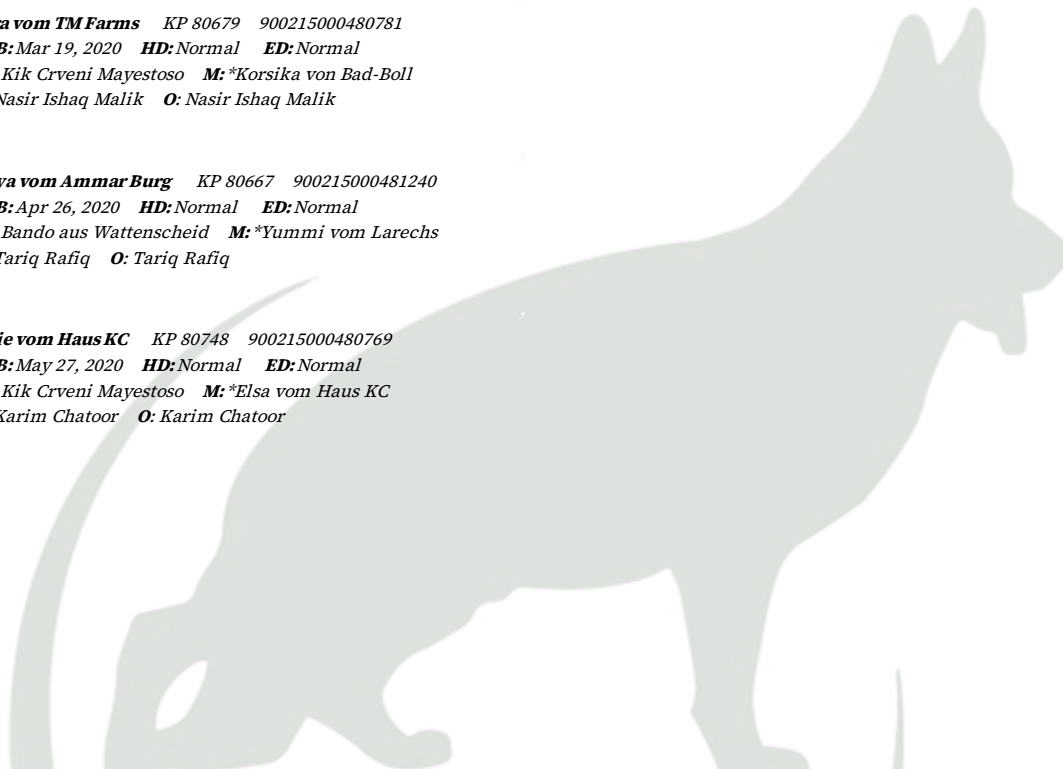 a vom TM Farms KP 80679 900215000480781
B: Mar 19, 2020 HD: Normal ED: Normal
Kik Crveni Mayestoso M: *Korsika von Bad-Boll
Nasir Ishaq Malik O: Nasir Ishaq Malik
ya vom Ammar Burg KP 80667 900215000481240
B: Apr 26, 2020 HD: Normal ED: Normal
Bando aus Wattenscheid M: *Yummi vom Larechs
Tariq Rafiq O: Tariq Rafiq
ie vom Haus KC KP 80748 900215000480769
B: May 27, 2020 HD: Normal ED: Normal
Kik Crveni Mayestoso M: *Elsa vom Haus KC
Karim Chatoor O: Karim Chatoor